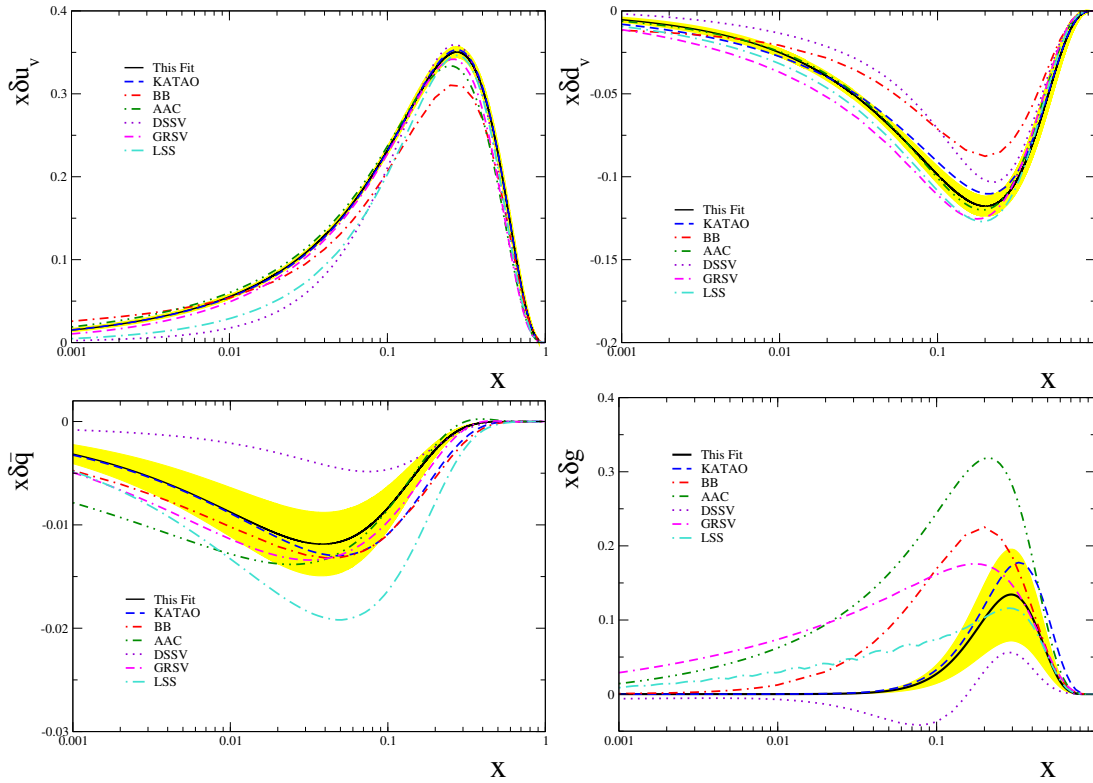 0.4
0.3
0.2
0.1
0
xδu_v
This Fit
KATAO
BB
AAC
DSSV
GRSV
LSS
0.001
0.01
0.1
1
x
0
-0.05
-0.1
-0.15
-0.2
xδd_v
This Fit
KATAO
BB
AAC
DSSV
GRSV
LSS
0.001
0.01
0.1
x
0
-0.01
-0.02
-0.03
xδq̄
This Fit
KATAO
BB
AAC
DSSV
GRSV
LSS
0.001
0.01
0.1
1
x
0.4
0.3
0.2
0.1
0
xδg
This Fit
KATAO
BB
AAC
DSSV
GRSV
LSS
0.001
0.01
0.1
x